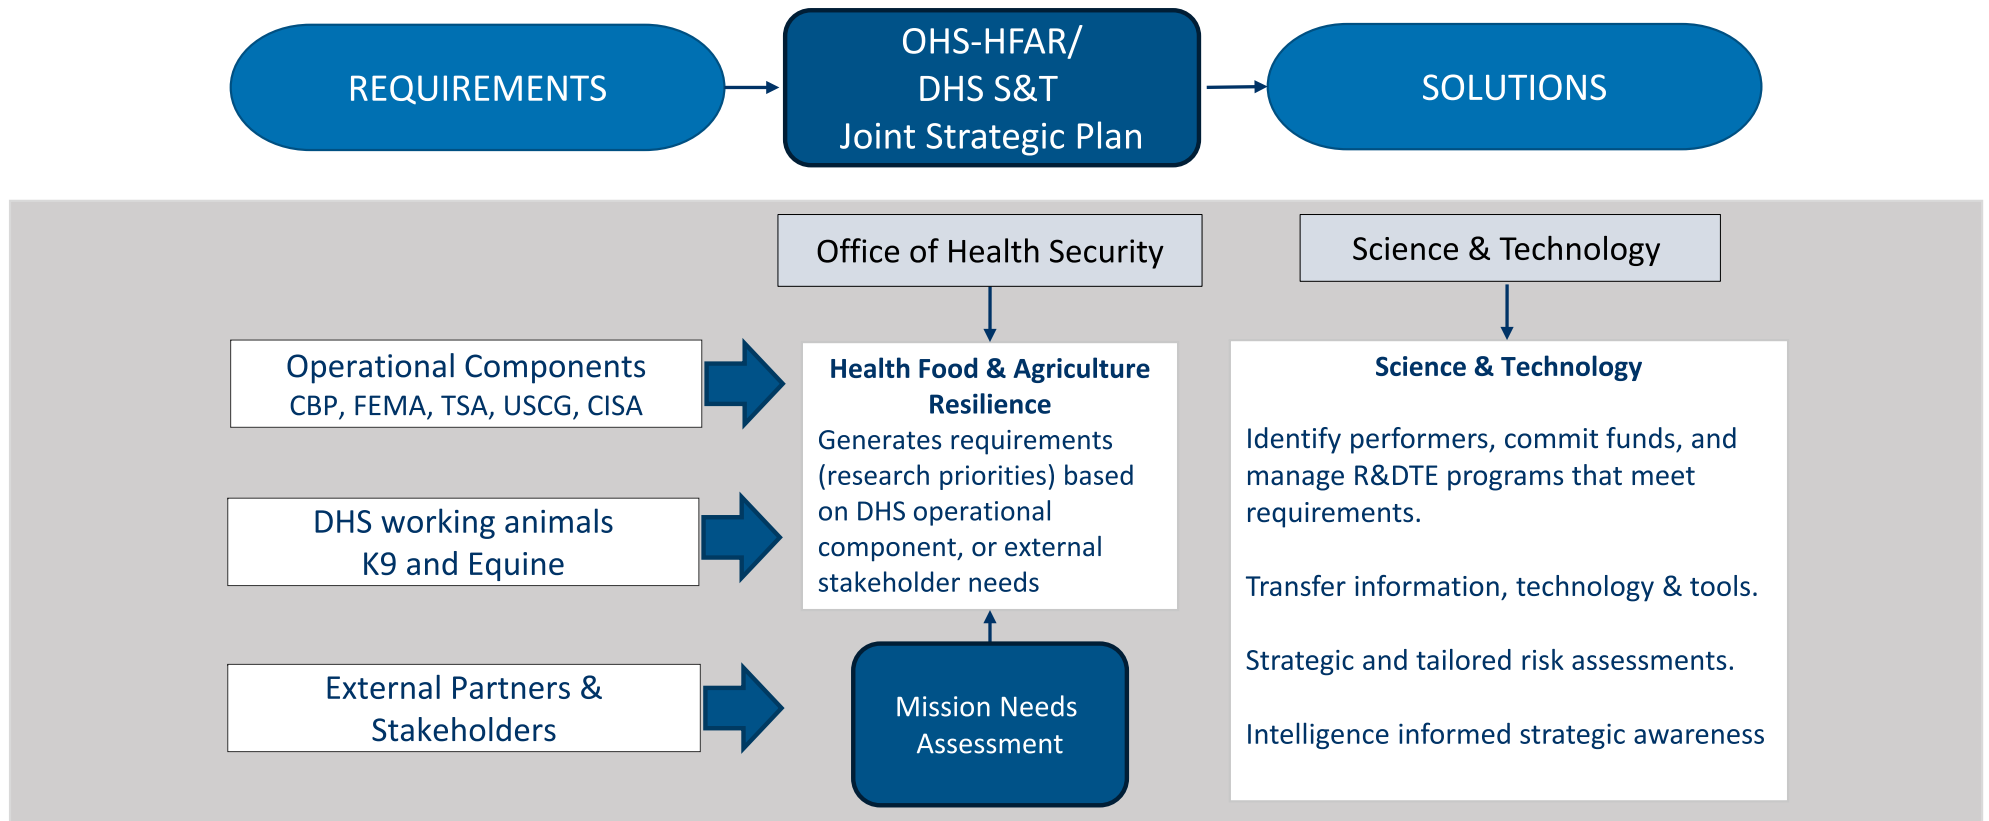 REQUIREMENTS
OHS-HFAR/
DHS S&T
Joint Strategic Plan
SOLUTIONS
Office of Health Security
Science & Technology
Operational Components
CBP, FEMA, TSA, USCG, CISA
DHS working animals
K9 and Equine
External Partners &
Stakeholders
Health Food & Agriculture
Resilience
Generates requirements
(research priorities) based
on DHS operational
component, or external
stakeholder needs
Mission Needs
Assessment
Science & Technology
Identify performers, commit funds, and
manage R&DTE programs that meet
requirements.
Transfer information, technology & tools.
Strategic and tailored risk assessments.
Intelligence informed strategic awareness